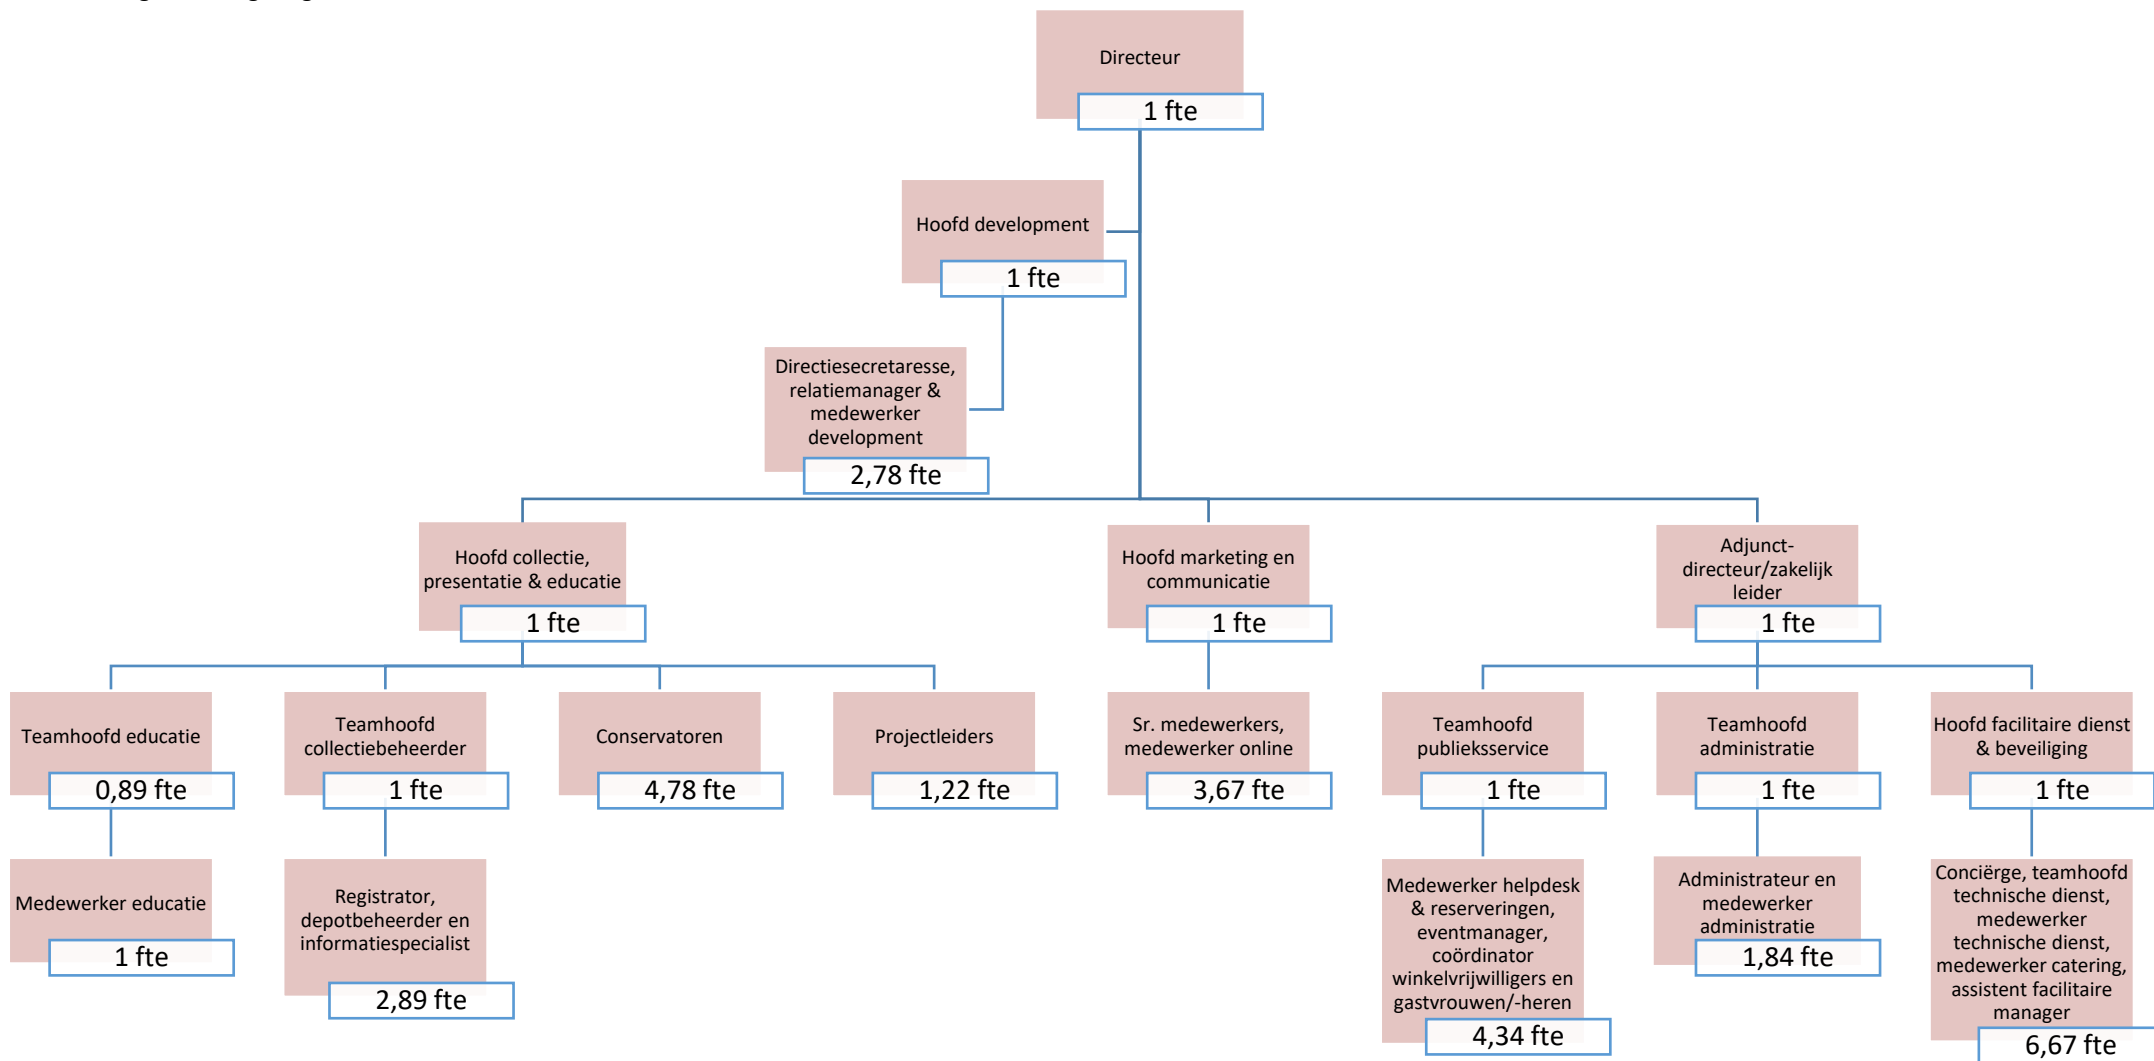 Directeur
1 fte
Hoofd development
1 fte
Directiesecretaresse,
relatiemanager &
medewerker
development
2,78 fte
Hoofd collectie,
presentatie & educatie
1 fte
Hoofd marketing en
communicatie
1 fte
Adjunct-
directeur/zakelijk
leider
1 fte
Teamhoofd educatie
0,89 fte
Teamhoofd
collectiebeheerder
1 fte
Conservatoren
4,78 fte
Projectleiders
1,22 fte
Sr. medewerkers,
medewerker online
3,67 fte
Teamhoofd
publieksservice
1 fte
Teamhoofd
administratie
1 fte
Hoofd facilitaire dienst
& beveiliging
1 fte
Medewerker educatie
1 fte
Registrator,
depotbeheerder en
informatiespecialist
2,89 fte
Medewerker helpdesk
& reserveringen,
eventmanager,
coördinator
winkelvrijwilligers en
gastvrouwen/-heren
4,34 fte
Administrateur en
medewerker
administratie
1,84 fte
Conciërge, teamhoofd
technische dienst,
medewerker
technische dienst,
medewerker catering,
assistent facilitaire
manager
6,67 fte